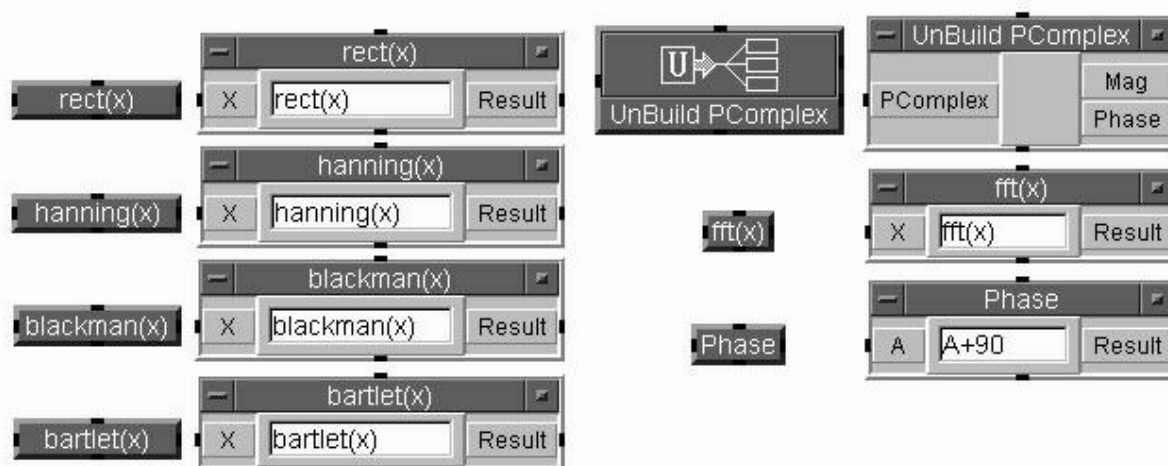 rect(x)
rect(x)
X
rect(x)
Result
hanning(x)
hanning(x)
X
hanning(x)
Result
blackman(x)
blackman(x)
X
blackman(x)
Result
bartlet(x)
bartlet(x)
X
bartlet(x)
Result
U
UnBuild PComplex
UnBuild PComplex
PComplex
Mag
Phase
fft(x)
fft(x)
X
fft(x)
Result
Phase
Phase
A
A+90
Result